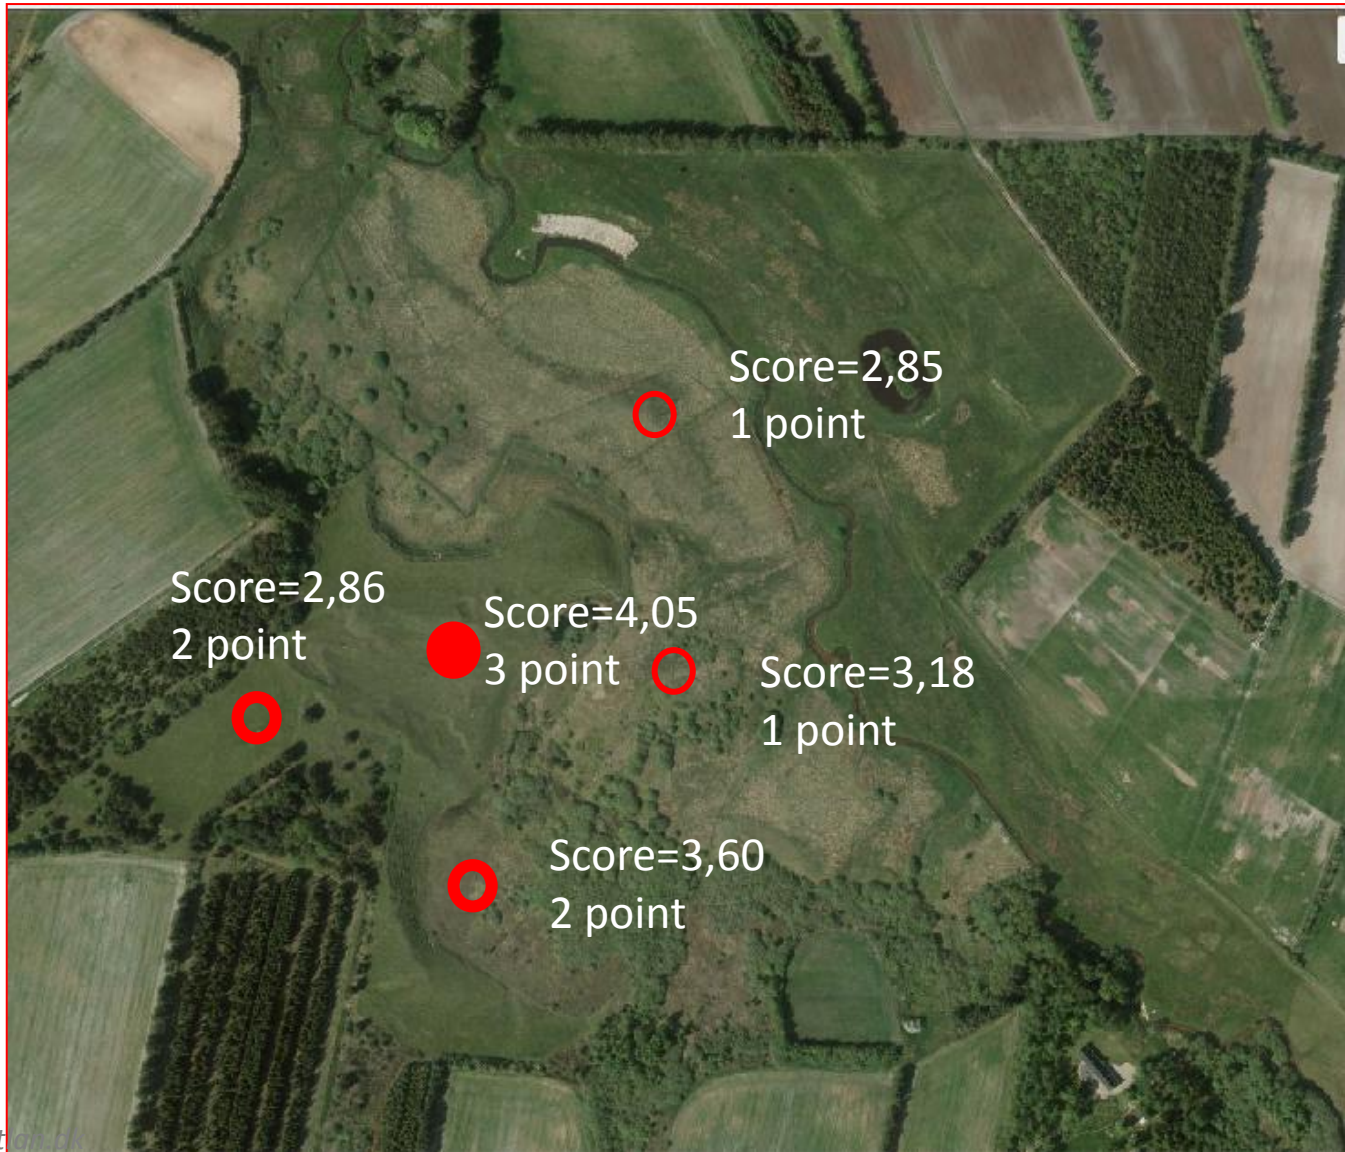 Score=2,85
1 point
Score=2,86
2 point
Score=4,05
3 point
Score=3,18
1 point
Score=3,60
2 point